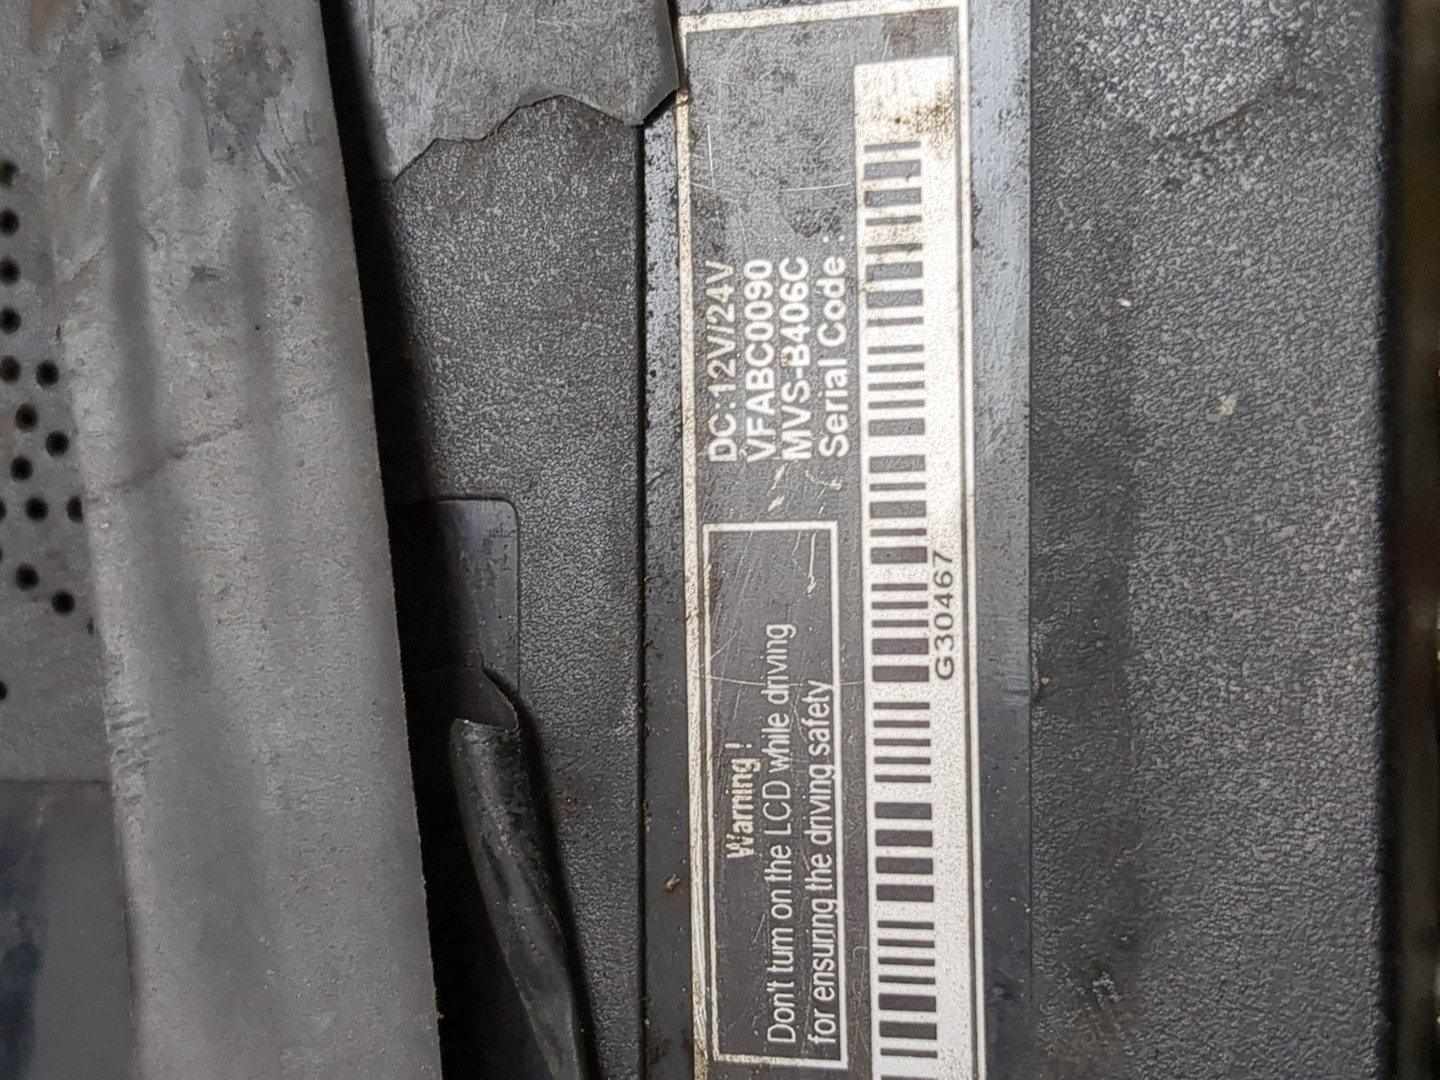 DC:12V/24V
VFABC0090
MVS-B406C
Serial Code:
Warning !
Don't turn on the LCD while driving
for ensuring the driving safety
G30467